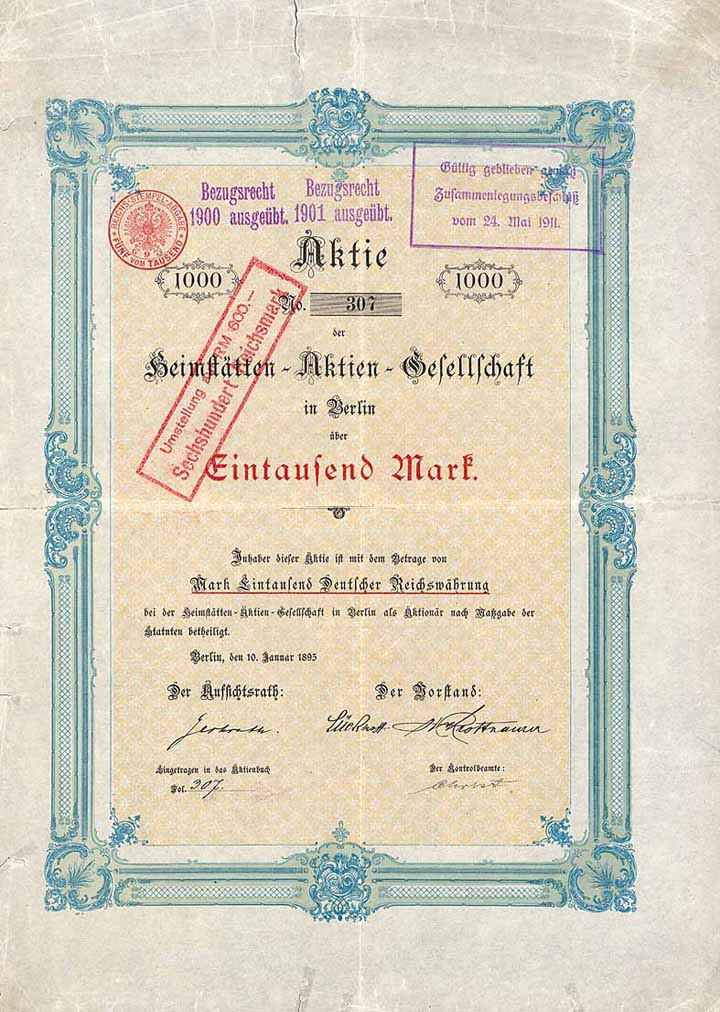 Bezugsrecht Bezugsrecht
1900 ausgeübt. 1901 ausgeübt.
Gültig geblieben gemäß
Zusammenlegungsbeschluß
vom 24. Mai 1911.
REICHS-STEMPEL-ABGABE
FÜNF VOM TAUSEND
Aktie
1000 1000
No. 307
der
Heimstätten-Aktien-Gesellschaft
in Berlin
über
Eintausend Mark.
Umstellung auf RM 600.—
Sechshundert Reichsmark
Inhaber dieser Aktie ist mit dem Betrage von
Mark Eintausend Deutscher Reichswährung
bei der Heimstätten-Aktien-Gesellschaft in Berlin als Aktionär nach Maßgabe der
Statuten betheiligt.
Berlin, den 10. Januar 1895
Der Aufsichtsrath: Der Vorstand:
Eingetragen in das Aktienbuch Der Kontrolbeamte:
Fol. 307.